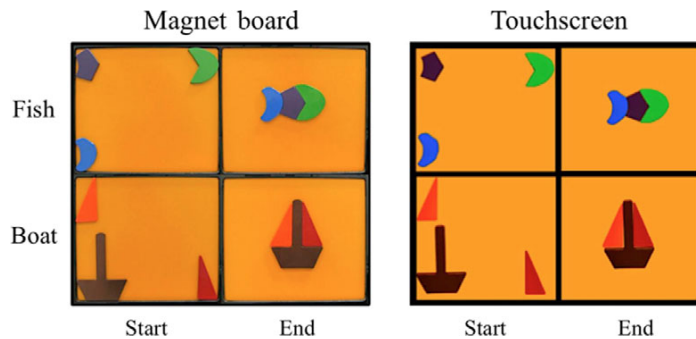 Magnet board
Touchscreen
Fish
Boat
Start
End
Start
End